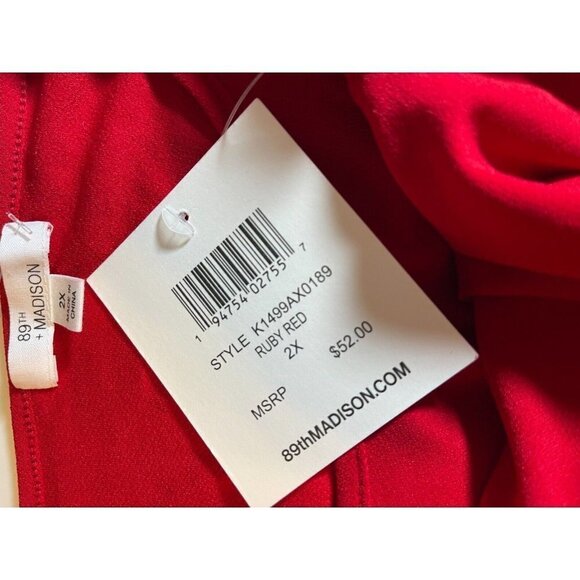 89TH
+ MADISON
2X
MADE IN
CHINA
1 94754 02755 7
STYLE K1499AX0189
RUBY RED
2X
MSRP $52.00
89thMADISON.COM